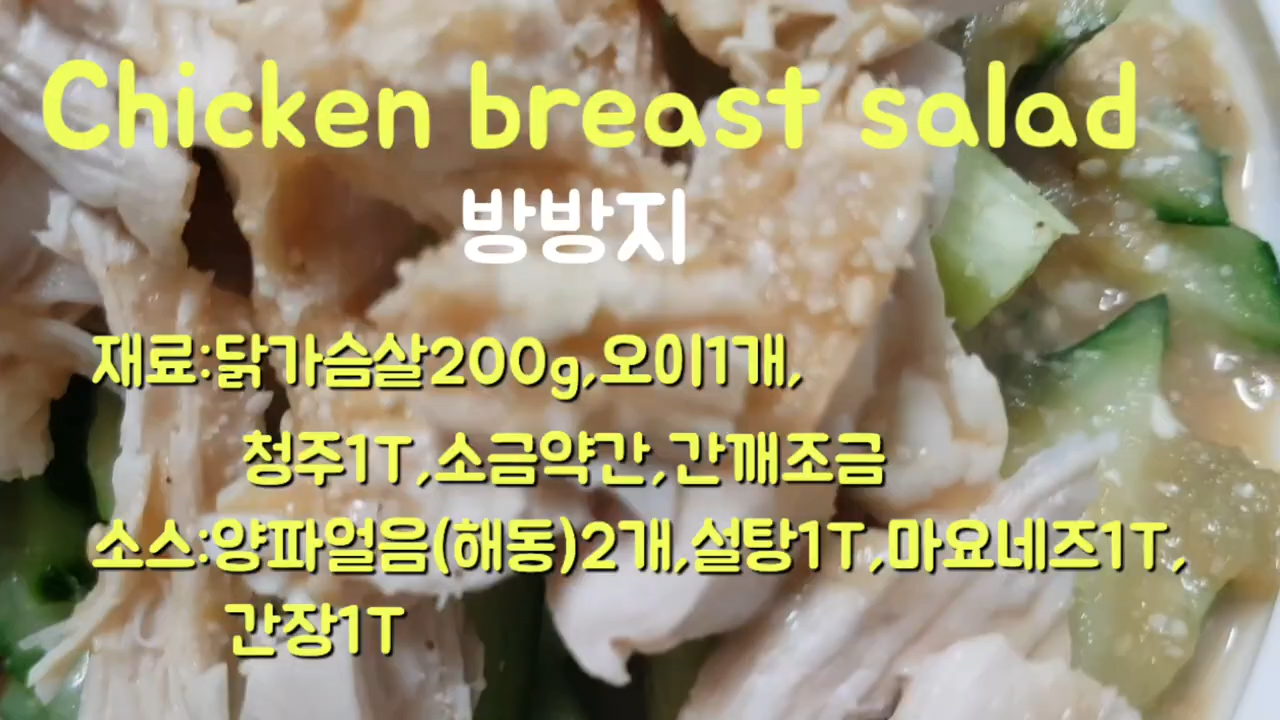 Chicken breast salad
방방지
재료:닭가슴살200g,오이1개,
청주1T,소금약간,간깨조금
소스:양파얼음(해동)2개,설탕1T,마요네즈1T,
간장1T